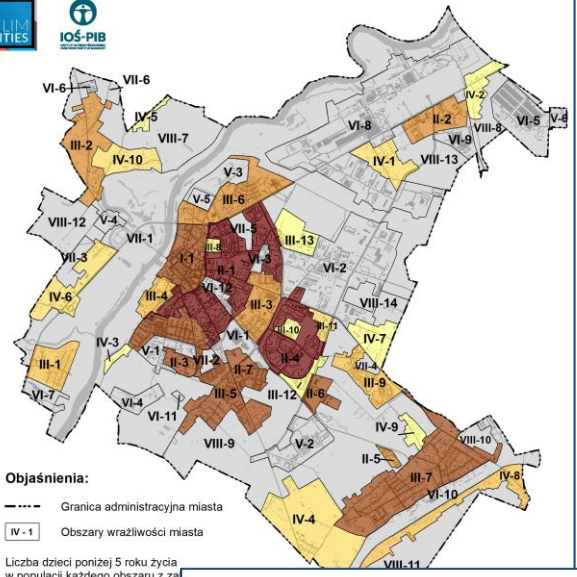 LIM
ITIES
IOŚ-PIB
VI-6
VII-6
IV-5
VIII-7
III-2
IV-10
VI-8
II-2
IV-2
VI-9
VIII-8
VI-5
V-6
IV-1
VIII-13
V-3
V-5
III-6
VIII-12
V-4
VII-1
VII-5
III-8
III-13
VII-3
I-1
II-1
VI-3
VI-2
VI-12
IV-6
III-4
III-3
VIII-14
III-10
III-11
IV-7
VI-1
IV-3
V-1
II-3
VII-2
II-7
II-4
VII-4
III-1
III-9
VI-7
VI-4
VI-11
III-5
III-12
II-6
IV-9
VIII-9
V-2
VIII-10
II-5
III-7
VI-10
IV-8
IV-4
VIII-11
Objaśnienia:
Granica administracyjna miasta
IV - 1
Obszary wrażliwości miasta
Liczba dzieci poniżej 5 roku życia
w populacji każdego obszaru z